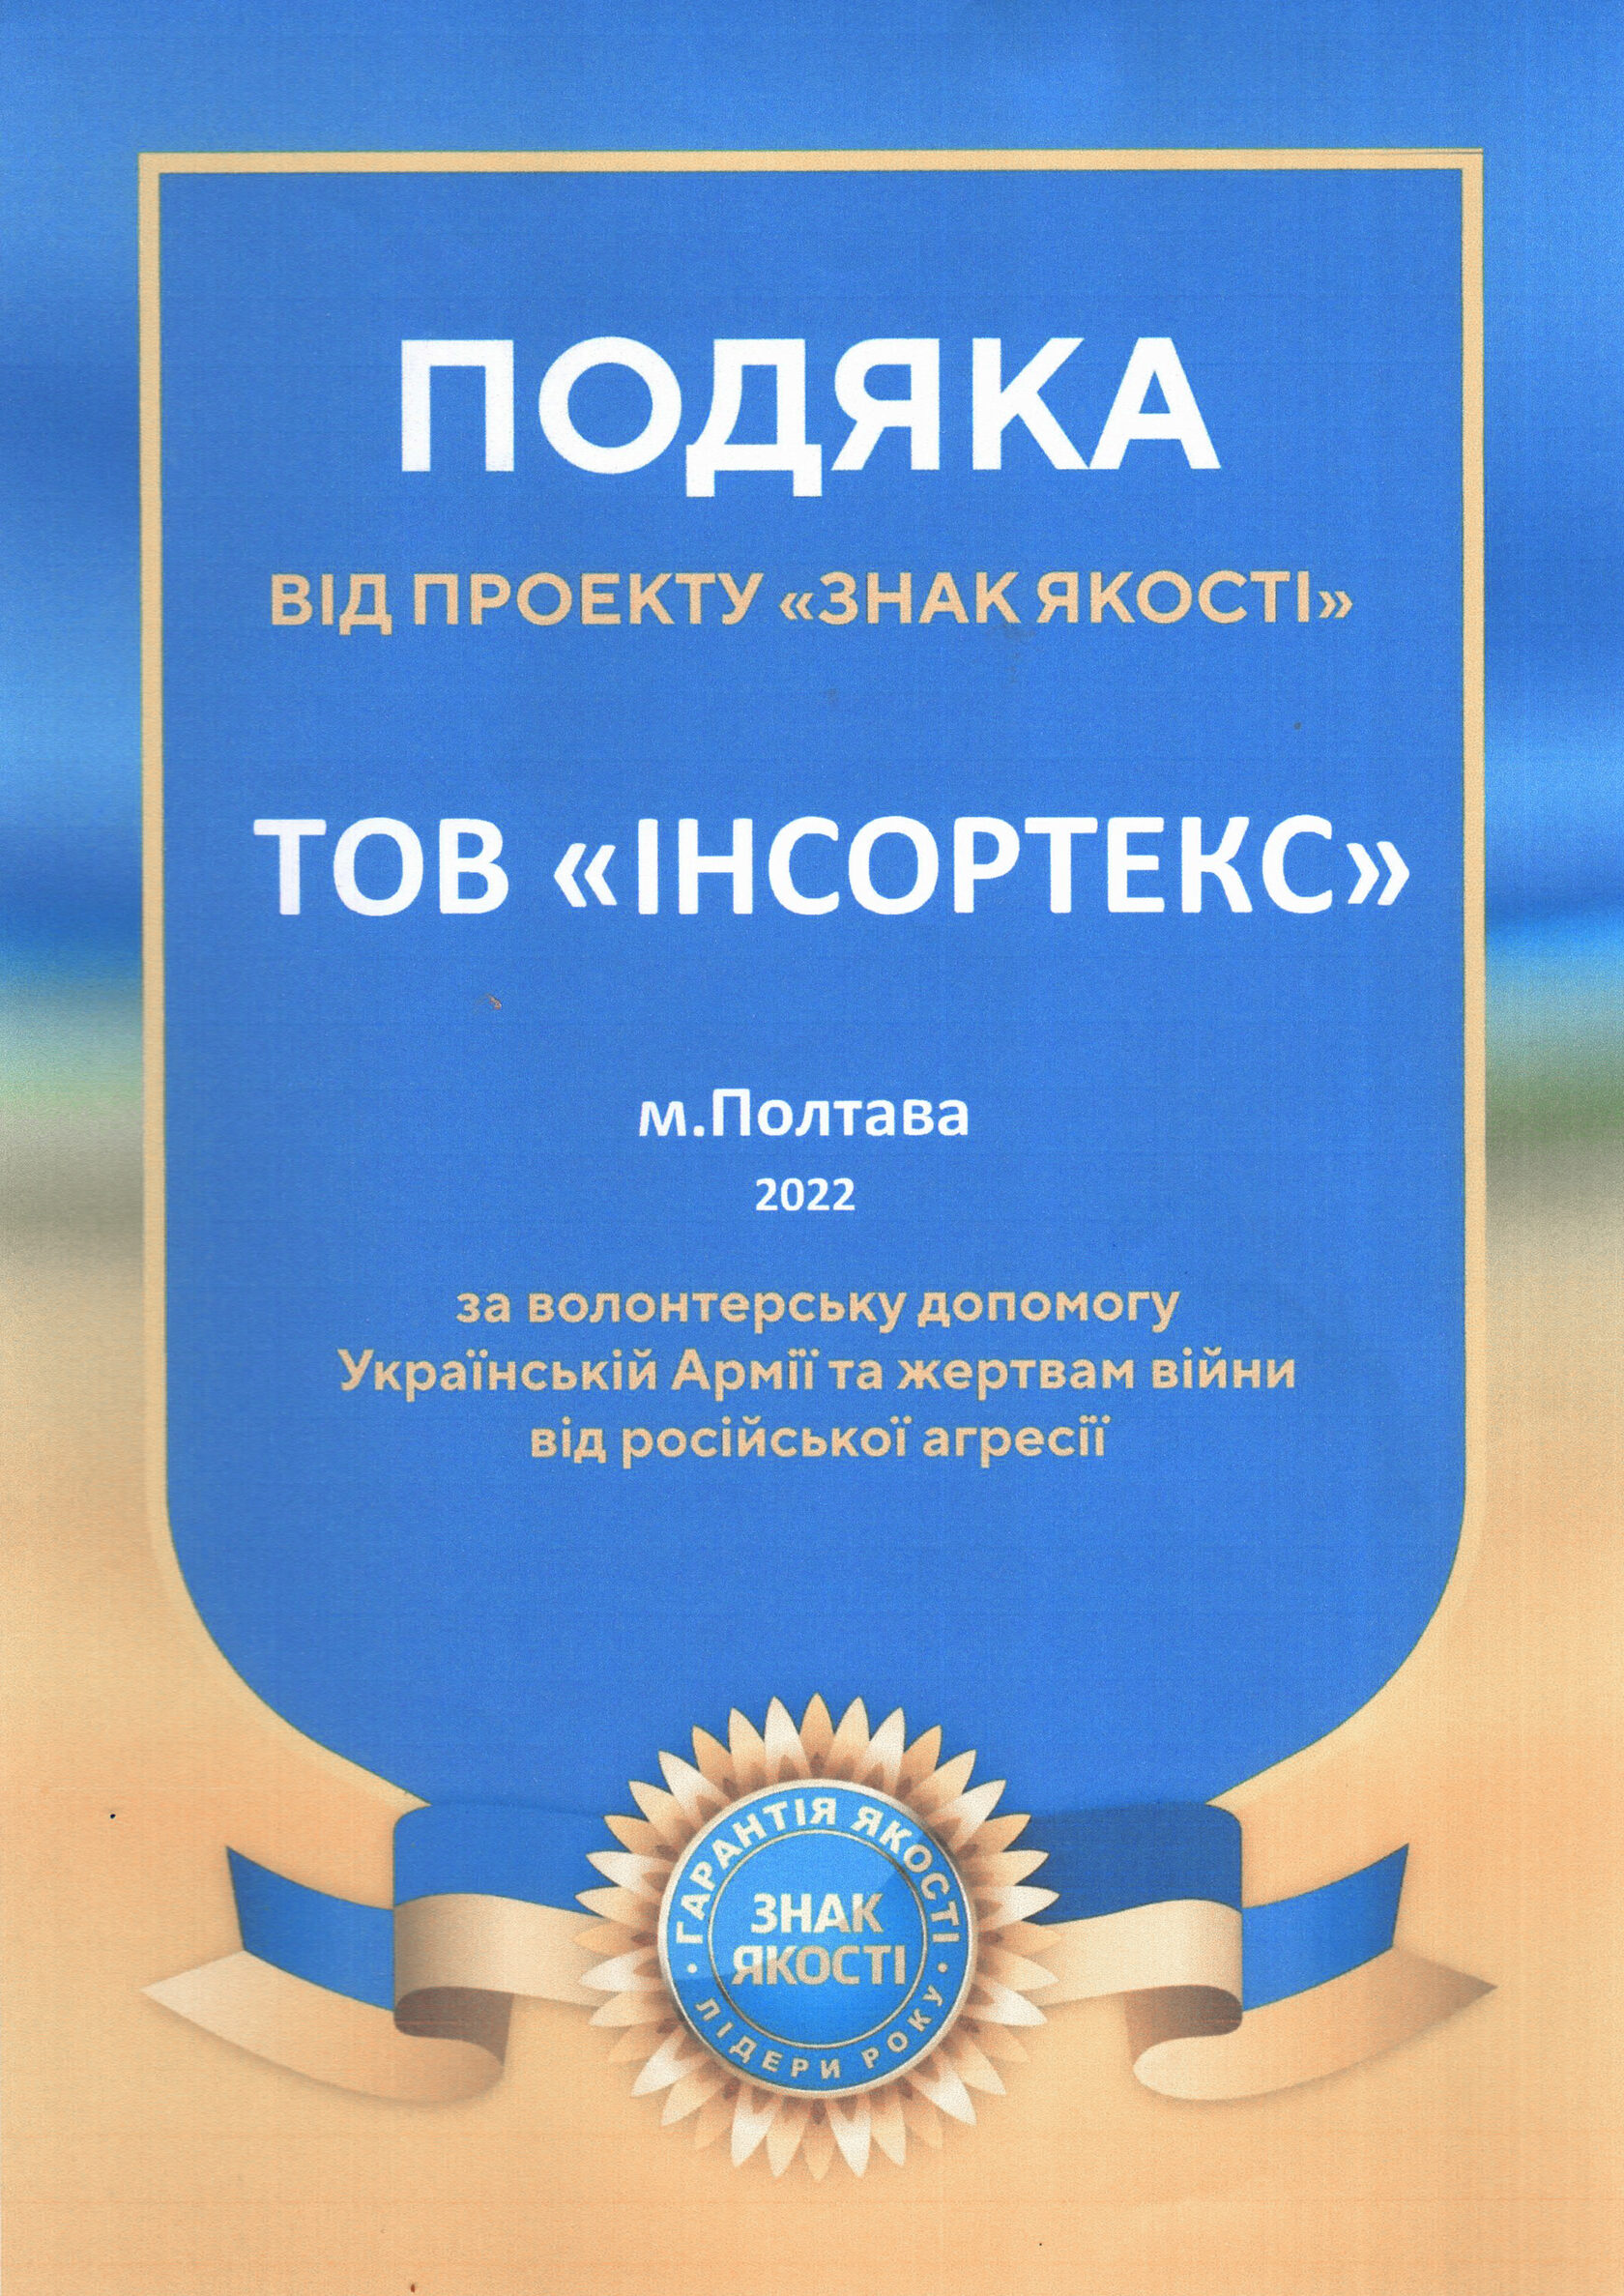 ПОДЯКА
ВІД ПРОЕКТУ «ЗНАК ЯКОСТІ»
ТОВ «ІНСОРТЕКС»
м.Полтава
2022
за волонтерську допомогу
Українській Армії та жертвам війни
від російської агресії
ГАРАНТІЯ ЯКОСТІ
ЗНАК
ЯКОСТІ
• ЛІДЕРИ РОКУ •